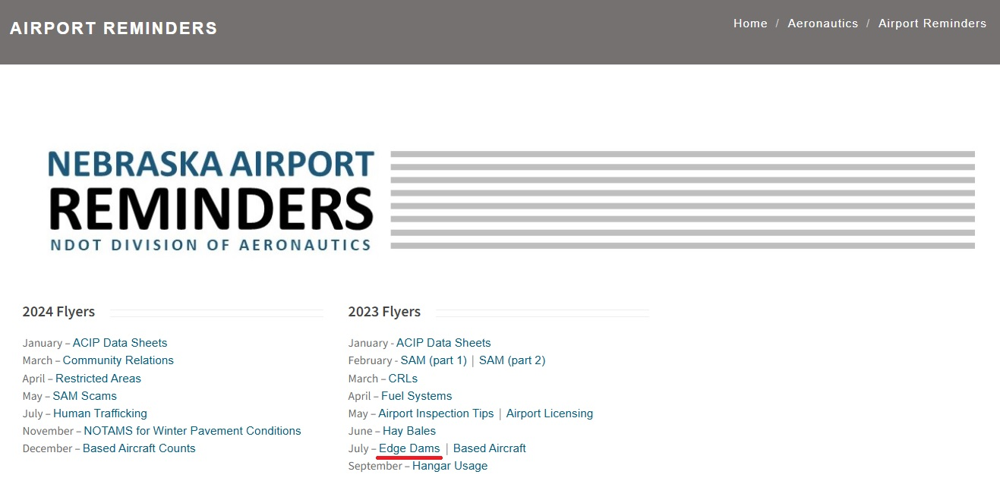 AIRPORT REMINDERS
Home / Aeronautics / Airport Reminders
NEBRASKA AIRPORT
REMINDERS
NDOT DIVISION OF AERONAUTICS
2024 Flyers
January – ACIP Data Sheets
March – Community Relations
April – Restricted Areas
May – SAM Scams
July – Human Trafficking
November – NOTAMS for Winter Pavement Conditions
December – Based Aircraft Counts
2023 Flyers
January - ACIP Data Sheets
February - SAM (part 1) | SAM (part 2)
March – CRLs
April – Fuel Systems
May – Airport Inspection Tips | Airport Licensing
June – Hay Bales
July – Edge Dams | Based Aircraft
September – Hangar Usage